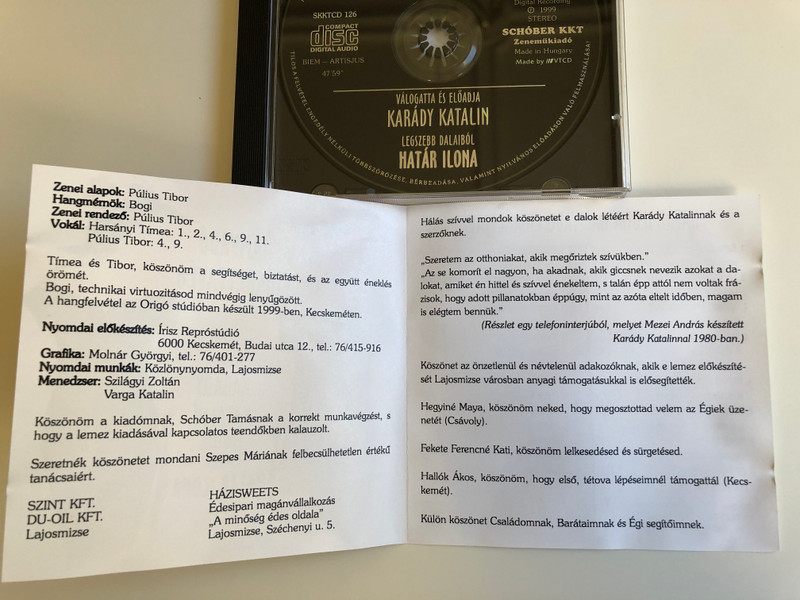 SKKTCD 126
COMPACT
disc
DIGITAL AUDIO
BIEM — ARTISJUS
47'59"
Digital Recording
℗ 1999
STEREO
SCHÓBER KKT
Zeneműkiadó
Made in Hungary
Made by VTCD
VÁLOGATTA ÉS ELŐADJA
KARÁDY KATALIN
LEGSZEBB DALAIBÓL
HATÁR ILONA
TILOS A FELVÉTEL ENGEDÉLY NÉLKÜLI TÖBBSZÖRÖZÉSE, BÉRBEADÁSA, VALAMINT NYILVÁNOS ELŐADÁSON VALÓ FELHASZNÁLÁSA!
Zenei alapok: Púlius Tibor
Hangmérnök: Bogi
Zenei rendező: Púlius Tibor
Vokál: Harsányi Tímea: 1., 2., 4., 6., 9., 11.
Púlius Tibor: 4., 9.
Tímea és Tibor, köszönöm a segítséget, biztatást, és az együtt éneklés
örömét.
Bogi, technikai virtuozitásod mindvégig lenyűgözött.
A hangfelvétel az Origó stúdióban készült 1999-ben, Kecskeméten.
Nyomdai előkészítés: Írisz Repróstúdió
6000 Kecskemét, Budai utca 12., tel.: 76/415-916
Grafika: Molnár Györgyi, tel.: 76/401-277
Nyomdai munkák: Közlönynyomda, Lajosmizse
Menedzser: Szilágyi Zoltán
Varga Katalin
Köszönöm a kiadómnak, Schóber Tamásnak a korrekt munkavégzést, s
hogy a lemez kiadásával kapcsolatos teendőkben kalauzolt.
Szeretnék köszönetet mondani Szepes Máriának felbecsülhetetlen értékű
tanácsaiért.
SZINT KFT.
DU-OIL KFT.
Lajosmizse
HÁZISWEETS
Édesipari magánvállalkozás
„A minőség édes oldala”
Lajosmizse, Széchenyi u. 5.
Hálás szívvel mondok köszönetet e dalok létéért Karády Katalinnak és a
szerzőknek.
„Szeretem az otthoniakat, akik megőriztek szívükben.”
„Az se komorít el nagyon, ha akadnak, akik giccsnek nevezik azokat a da-
lokat, amiket én hittel és szívvel énekeltem, s talán épp attól nem voltak frá-
zisok, hogy adott pillanatokban éppúgy, mint az azóta eltelt időben, magam
is elégtem bennük.”
(Részlet egy telefoninterjúból, melyet Mezei András készített
Karády Katalinnal 1980-ban.)
Köszönet az önzetlenül és névtelenül adakozóknak, akik e lemez előkészíté-
sét Lajosmizse városban anyagi támogatásukkal is elősegítették.
Hegyiné Maya, köszönöm neked, hogy megosztottad velem az Égiek üze-
netét (Csávoly).
Fekete Ferencné Kati, köszönöm lelkesedésed és sürgetésed.
Hallók Ákos, köszönöm, hogy első, tétova lépéseimnél támogattál (Kecs-
kemét).
Külön köszönet Családomnak, Barátaimnak és Égi segítőimnek.